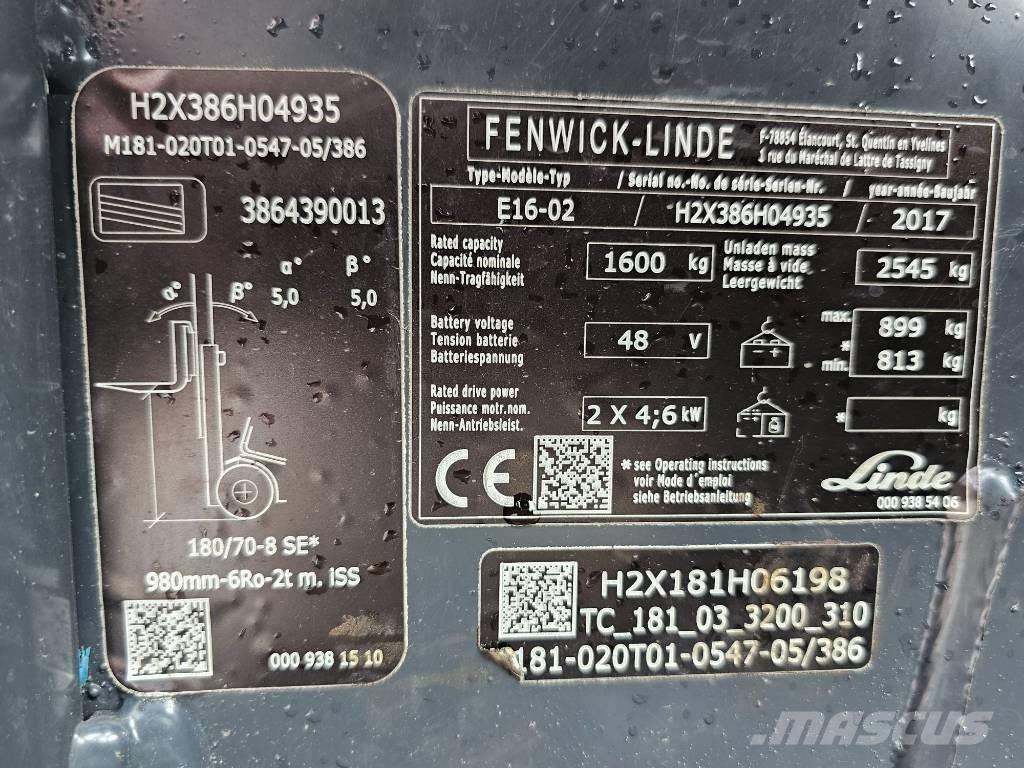 H2X386H04935
M181-020T01-0547-05/386
3864390013
α° β°
5,0 5,0
α° β°
180/70-8 SE*
980mm-6Ro-2t m. iSS
000 938 15 10
FENWICK-LINDE
F-78854 Élancourt, St. Quentin en Yvelines
3 rue du Maréchal de Lattre de Tassigny
Type-Modèle-Typ / Serial no.-No. de série-Serien-Nr. / year-année-Baujahr
E16-02 / H2X386H04935 / 2017
Rated capacity
Capacité nominale
Nenn-Tragfähigkeit
1600 kg
Unladen mass
Masse à vide
Leergewicht
2545 kg
Battery voltage
Tension batterie
Batteriespannung
48 V
max. 899 kg
*
min. 813 kg
Rated drive power
Puissance motr.nom.
Nenn-Antriebsleist.
2 X 4;6 kW
* kg
CE
* see Operating instructions
voir Mode d'emploi
siehe Betriebsanleitung
Linde
000 938 54 06
H2X181H06198
TC_181_03_3200_310
181-020T01-0547-05/386
MASCUS